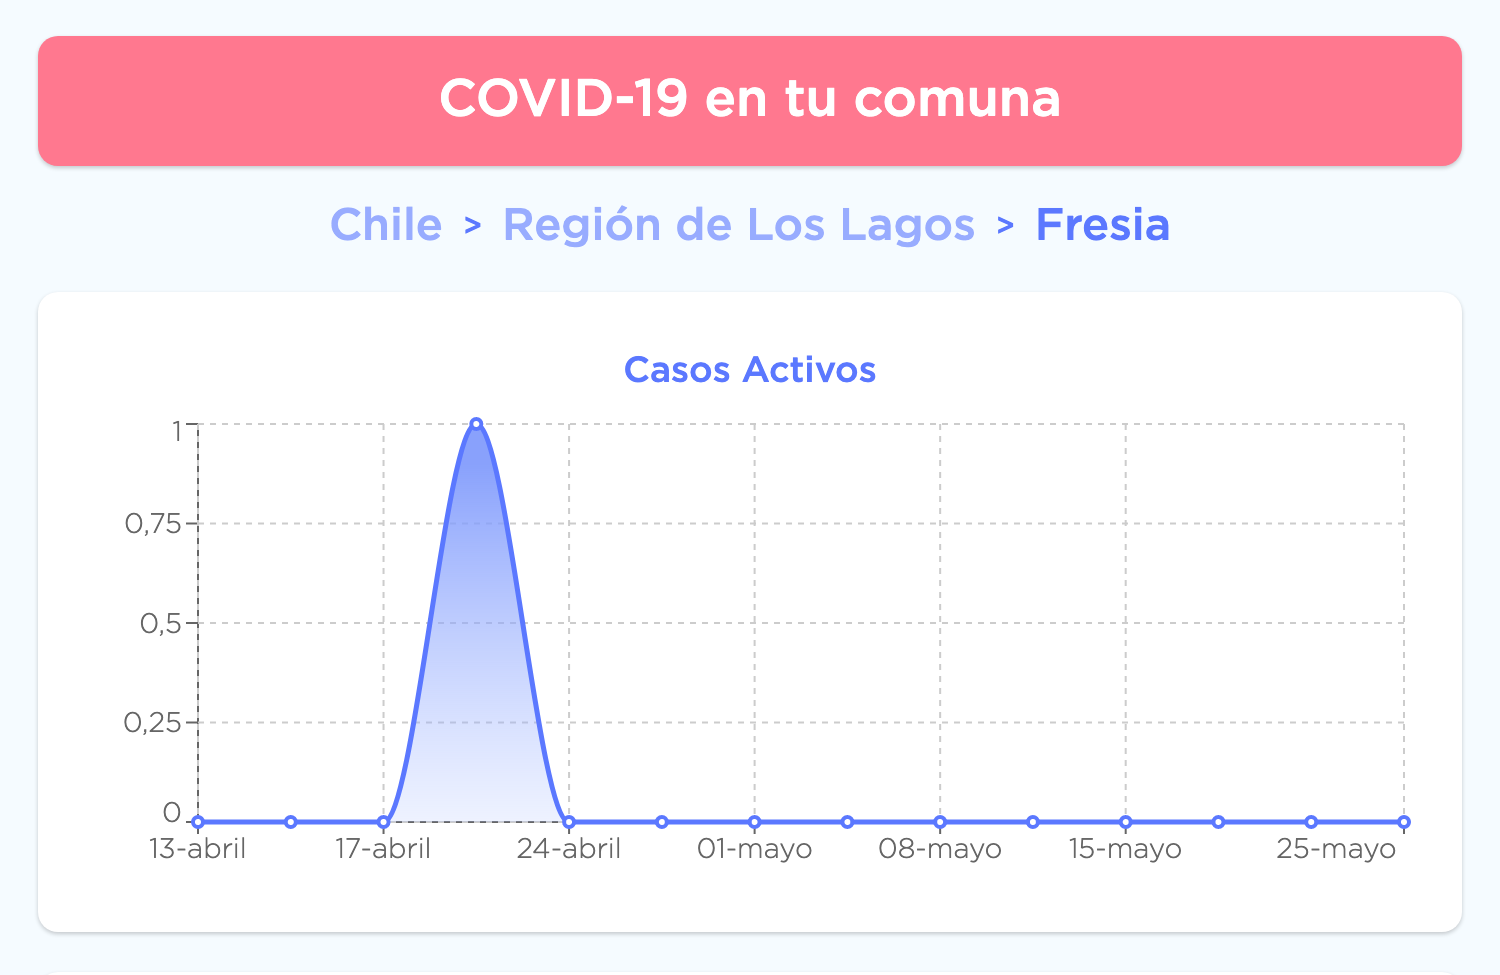 COVID-19 en tu comuna
Chile > Región de Los Lagos > Fresia
Casos Activos
1
0,75
0,5
0,25
0
13-abril 17-abril 24-abril 01-mayo 08-mayo 15-mayo 25-mayo